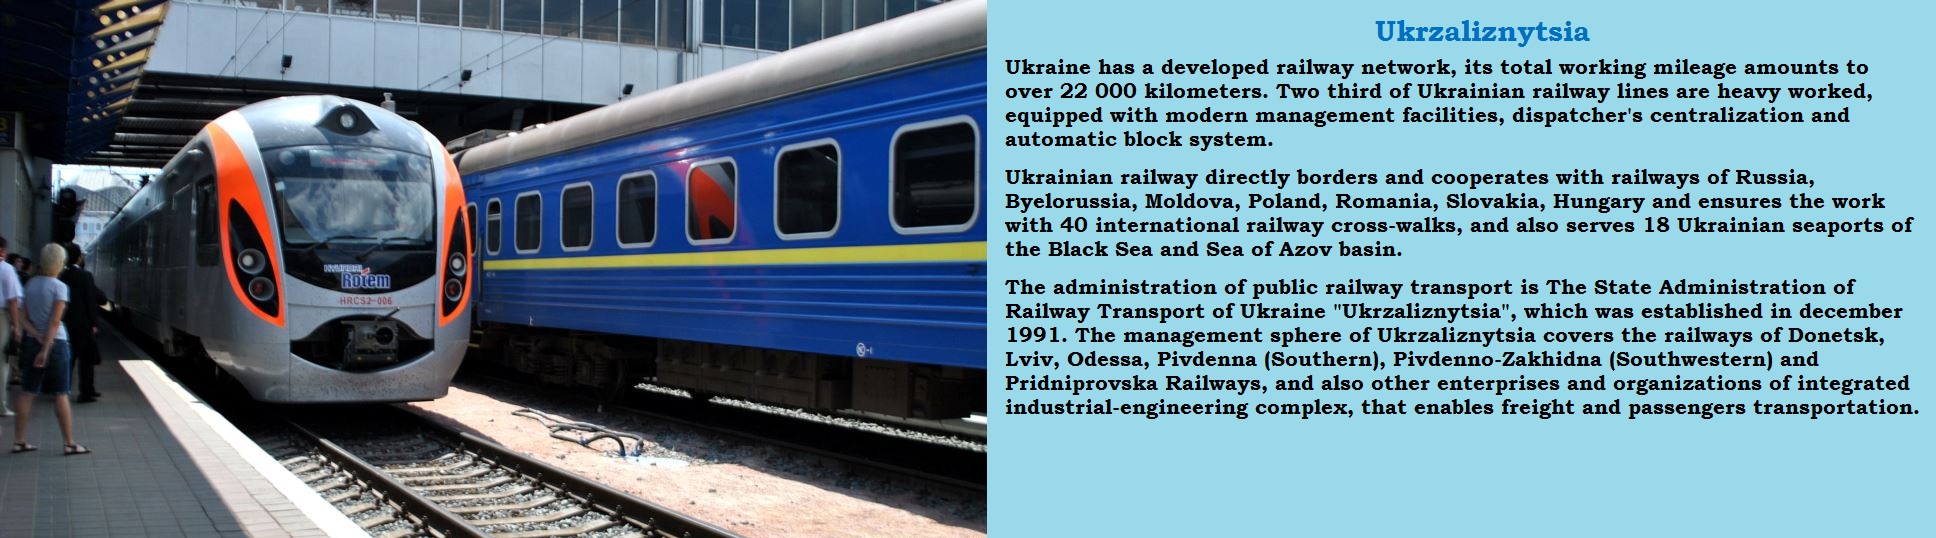 HYUNDAI
Rotem
HRCS2-006
Ukrzaliznytsia
Ukraine has a developed railway network, its total working mileage amounts to
over 22 000 kilometers. Two third of Ukrainian railway lines are heavy worked,
equipped with modern management facilities, dispatcher's centralization and
automatic block system.
Ukrainian railway directly borders and cooperates with railways of Russia,
Byelorussia, Moldova, Poland, Romania, Slovakia, Hungary and ensures the work
with 40 international railway cross-walks, and also serves 18 Ukrainian seaports of
the Black Sea and Sea of Azov basin.
The administration of public railway transport is The State Administration of
Railway Transport of Ukraine "Ukrzaliznytsia", which was established in december
1991. The management sphere of Ukrzaliznytsia covers the railways of Donetsk,
Lviv, Odessa, Pivdenna (Southern), Pivdenno-Zakhidna (Southwestern) and
Pridniprovska Railways, and also other enterprises and organizations of integrated
industrial-engineering complex, that enables freight and passengers transportation.